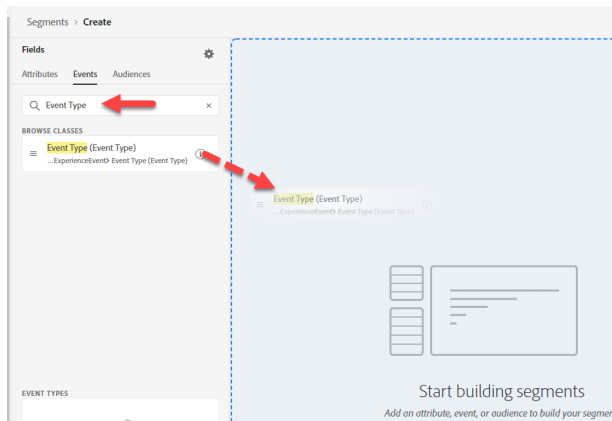 Segments > Create
Fields
Attributes Events Audiences
Event Type ×
BROWSE CLASSES
Event Type (Event Type)
...ExperienceEvent> Event Type (Event Type)
Event Type (Event Type)
...ExperienceEvent> Event Type (Event Type)
Start building segments
EVENT TYPES
Add an attribute, event, or audience to build your segmen